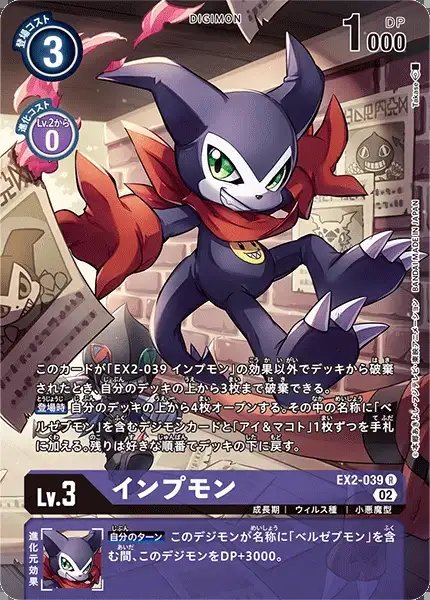 登場コスト
3
DIGIMON
1000
DP
進化コスト
Lv.2から
0
Takase
BANDAI MADE IN JAPAN
このカードが「EX2-039 インプモン」の効果以外でデッキから破棄
されたとき、自分のデッキの上から3枚まで破棄できる。
登場時 自分のデッキの上から4枚オープンする。その中の名称に「ベ
ルゼブモン」を含むデジモンカードと「アイ&マコト」1枚ずつを手札
に加える。残りは好きな順番でデッキの下に戻す。
EX2-039 R
02
Lv.3
インプモン
成長期 | ウィルス種 | 小悪魔型
進化元効果
自分のターン このデジモンが名称に「ベルゼブモン」を含
む間、このデジモンをDP+3000。